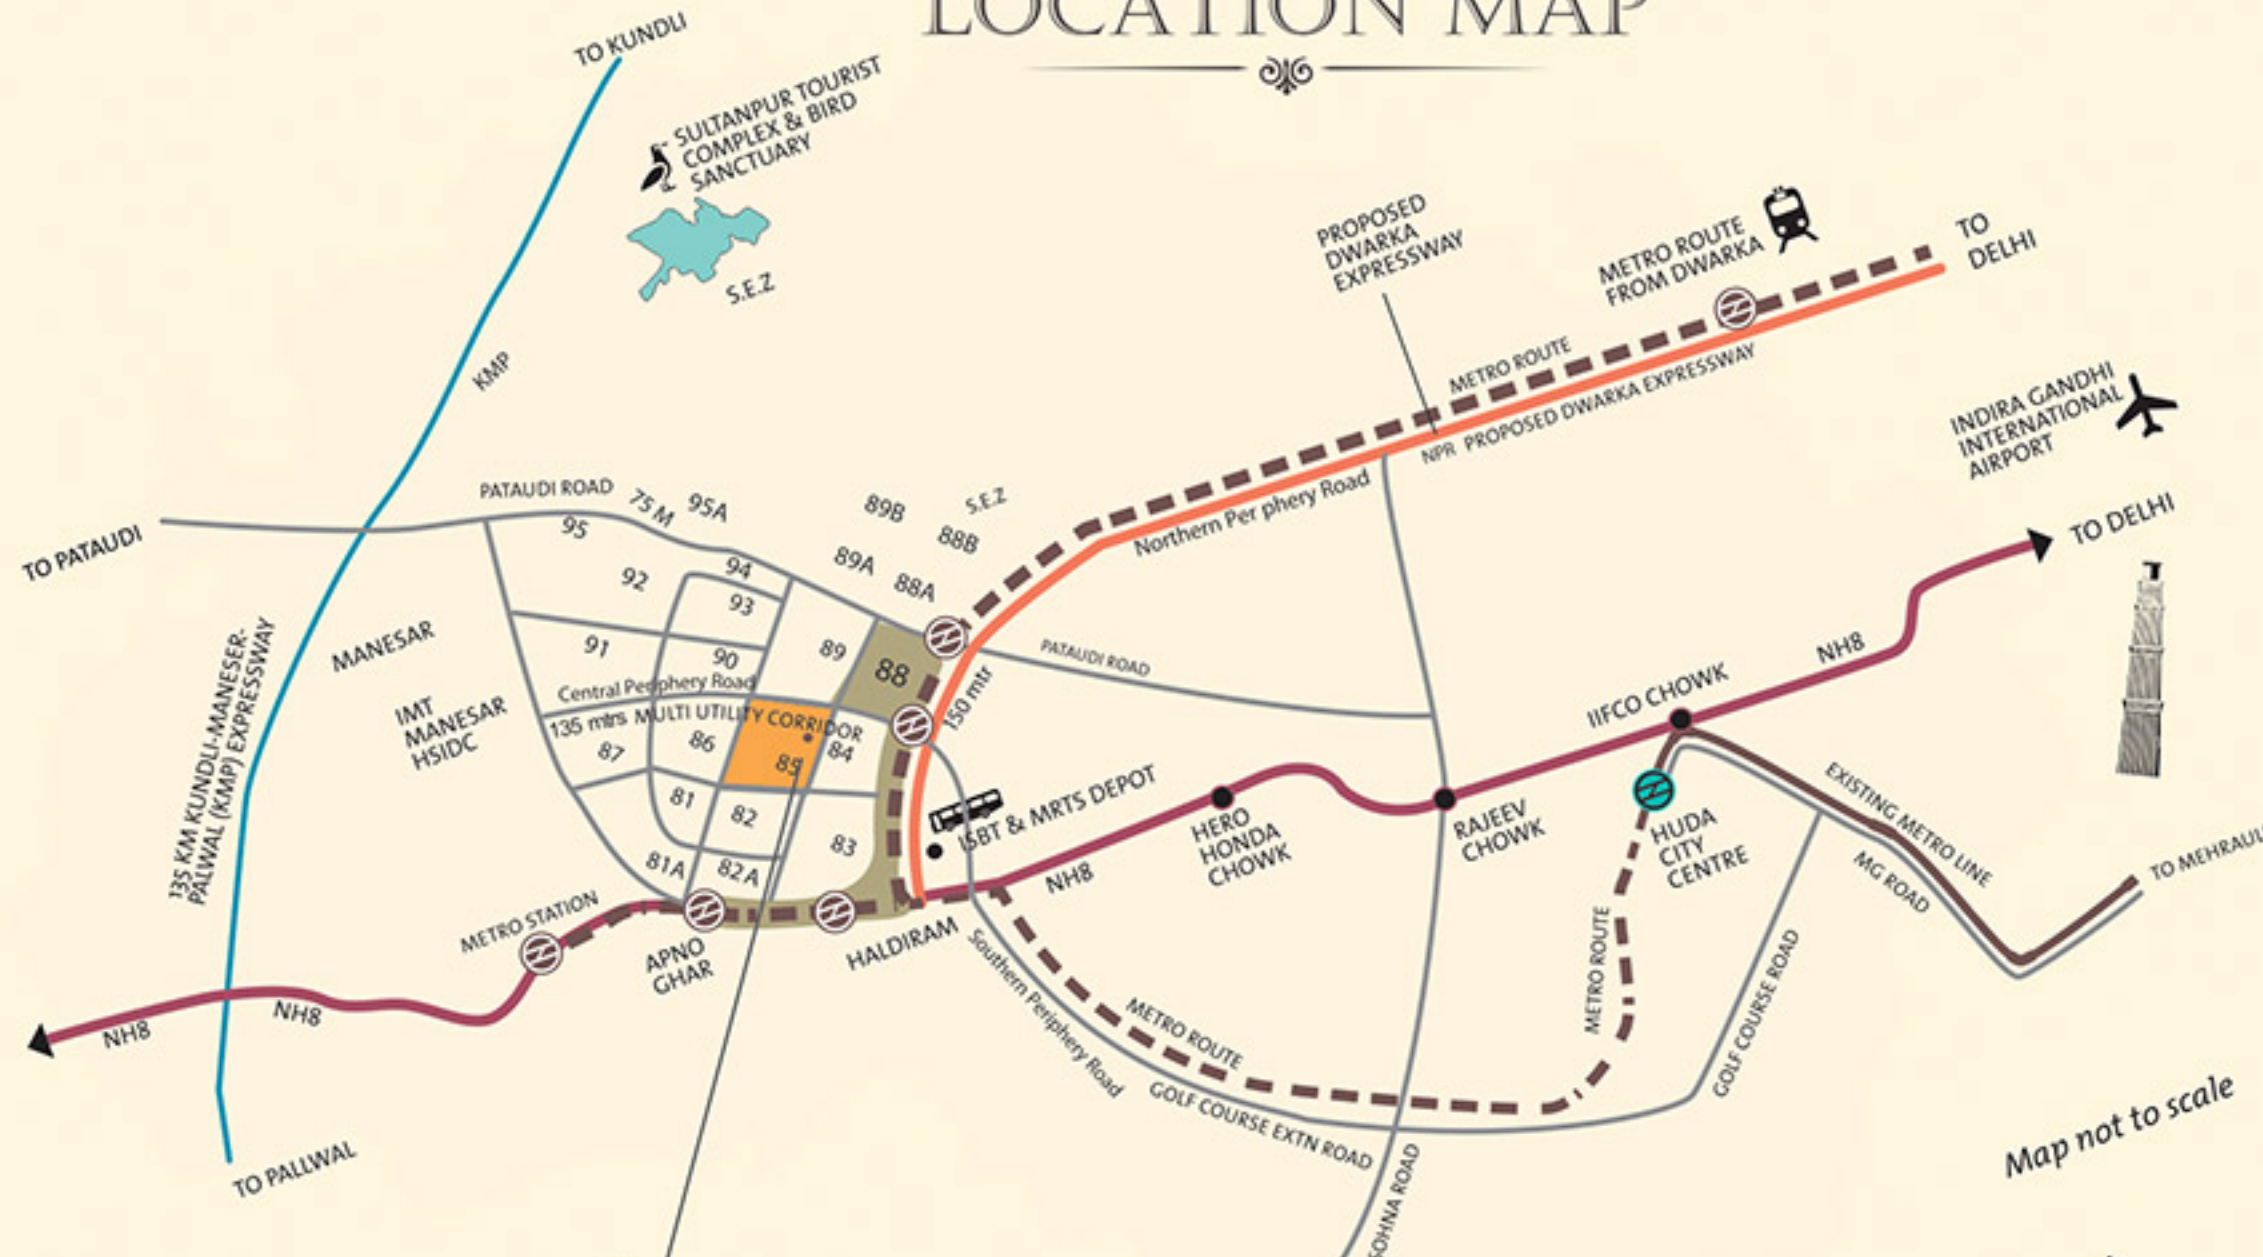 LOCATION MAP
TO KUNDLI
SULTANPUR TOURIST
COMPLEX & BIRD
SANCTUARY
S.E.Z
KMP
PROPOSED
DWARKA
EXPRESSWAY
METRO ROUTE
FROM DWARKA
TO
DELHI
METRO ROUTE
NPR PROPOSED DWARKA EXPRESSWAY
INDIRA GANDHI
INTERNATIONAL
AIRPORT
Northern Per phery Road
TO DELHI
PATAUDI ROAD
75 M
95A
89B
S.E.Z
88B
TO PATAUDI
95
94
89A
88A
92
93
91
90
89
88
MANESAR
PATAUDI ROAD
150 mtr
Central Periphery Road
135 mtrs MULTI UTILITY CORRIDOR
IMT
MANESAR
HSIDC
87
86
85
84
81
82
83
81A
82A
135 KM KUNDLI-MANESER-
PALWAL (KMP) EXPRESSWAY
ISBT & MRTS DEPOT
NH8
IIFCO CHOWK
HERO
HONDA
CHOWK
RAJEEV
CHOWK
HUDA
CITY
CENTRE
EXISTING METRO LINE
MG ROAD
TO MEHRAUL
NH8
METRO STATION
APNO
GHAR
HALDIRAM
Southern Periphery Road
METRO ROUTE
METRO ROUTE
GOLF COURSE ROAD
GOLF COURSE EXTN ROAD
SOHNA ROAD
NH8
NH8
TO PALLWAL
Map not to scale